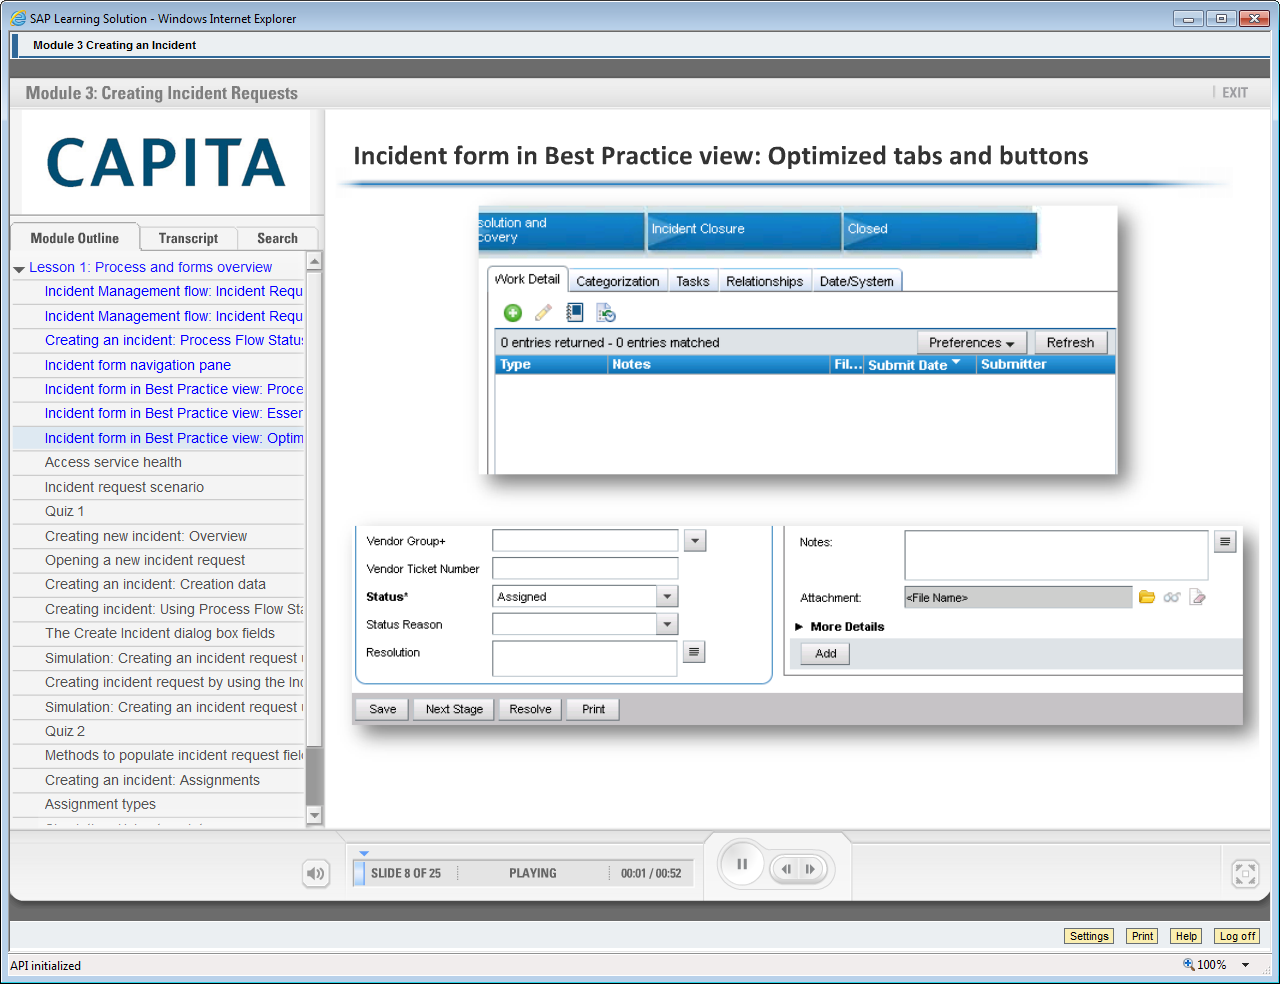 SAP Learning Solution - Windows Internet Explorer
Module 3 Creating an Incident
Module 3: Creating Incident Requests
EXIT
CAPITA
Module Outline
Transcript
Search
Lesson 1: Process and forms overview
Incident Management flow: Incident Requ
Incident Management flow: Incident Requ
Creating an incident: Process Flow Statu
Incident form navigation pane
Incident form in Best Practice view: Proce
Incident form in Best Practice view: Essen
Incident form in Best Practice view: Optim
Access service health
Incident request scenario
Quiz 1
Creating new incident: Overview
Opening a new incident request
Creating an incident: Creation data
Creating incident: Using Process Flow Sta
The Create Incident dialog box fields
Simulation: Creating an incident request
Creating incident request by using the Inc
Simulation: Creating an incident request
Quiz 2
Methods to populate incident request fiel
Creating an incident: Assignments
Assignment types
Incident form in Best Practice view: Optimized tabs and buttons
solution and
covery
Incident Closure
Closed
Work Detail
Categorization
Tasks
Relationships
Date/System
0 entries returned - 0 entries matched
Preferences
Refresh
Type
Notes
Fil...
Submit Date
Submitter
Vendor Group+
Vendor Ticket Number
Status*
Assigned
Status Reason
Resolution
Notes:
Attachment:
<File Name>
More Details
Add
Save
Next Stage
Resolve
Print
SLIDE 8 OF 25
PLAYING
00:01 / 00:52
Settings
Print
Help
Log off
API initialized
100%